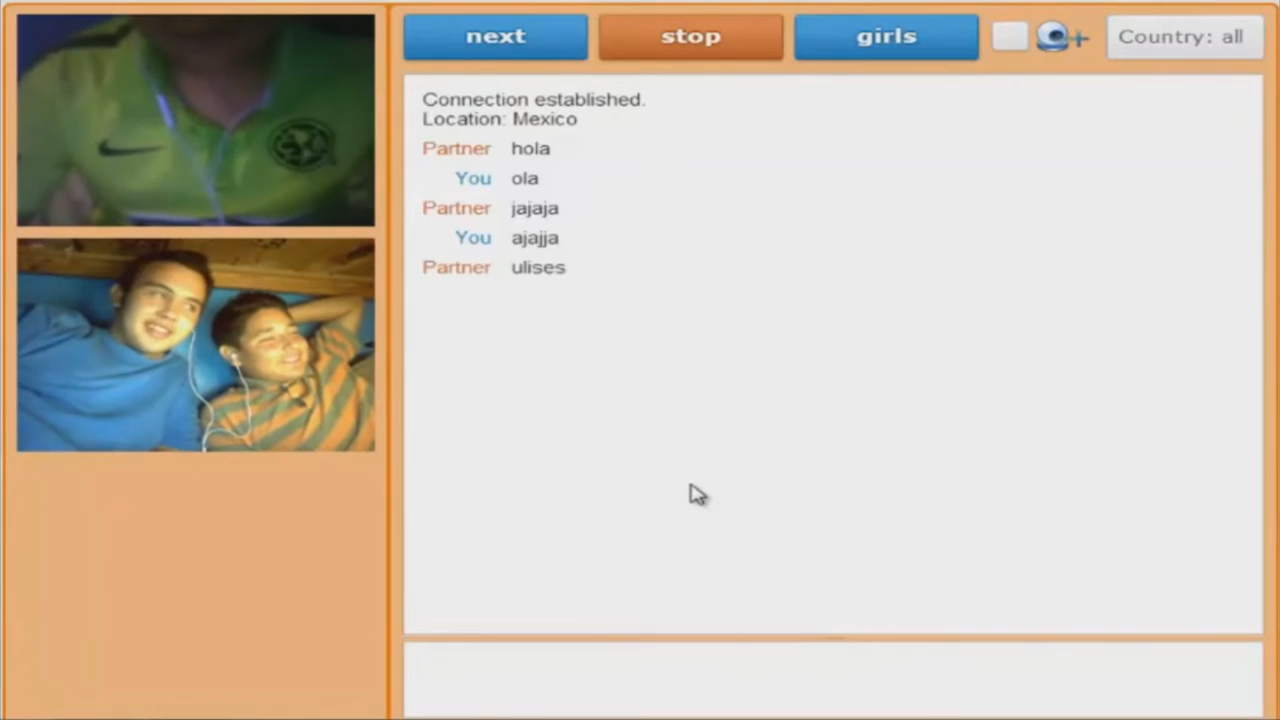 next stop girls Country: all
Connection established.
Location: Mexico
Partner hola
You ola
Partner jajaja
You ajajja
Partner ulises